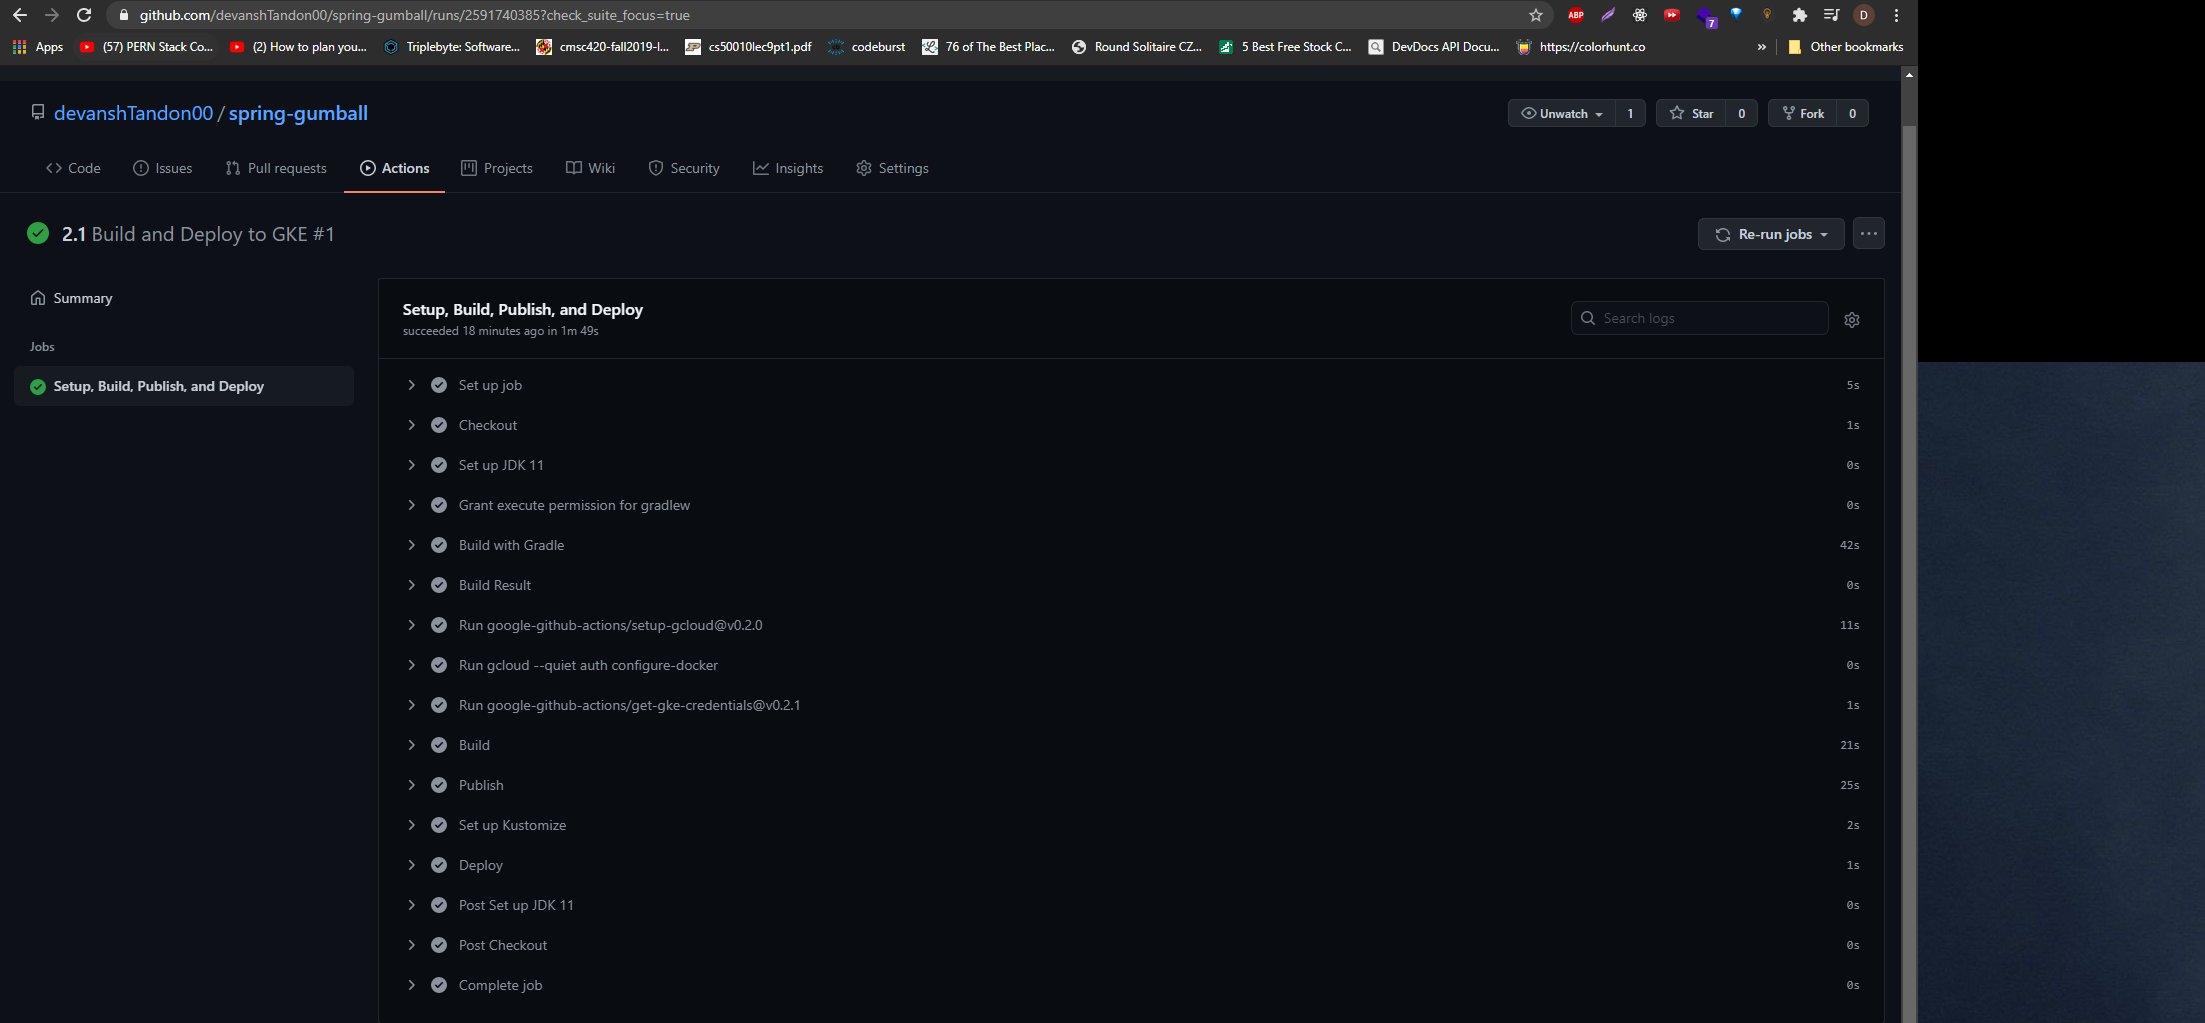 github.com/devanshTandon00/spring-gumball/runs/2591740385?check_suite_focus=true
ABP
7
D
Apps
(57) PERN Stack Co...
(2) How to plan you...
Triplebyte: Software...
cmsc420-fall2019-l...
cs50010lec9pt1.pdf
codeburst
76 of The Best Plac...
Round Solitaire CZ...
5 Best Free Stock C...
DevDocs API Docu...
https://colorhunt.co
»
Other bookmarks
devanshTandon00 / spring-gumball
Unwatch 1
Star 0
Fork 0
Code
Issues
Pull requests
Actions
Projects
Wiki
Security
Insights
Settings
2.1 Build and Deploy to GKE #1
Re-run jobs
...
Summary
Jobs
Setup, Build, Publish, and Deploy
Setup, Build, Publish, and Deploy
succeeded 18 minutes ago in 1m 49s
Search logs
Set up job 5s
Checkout 1s
Set up JDK 11 0s
Grant execute permission for gradlew 0s
Build with Gradle 42s
Build Result 0s
Run google-github-actions/setup-gcloud@v0.2.0 11s
Run gcloud --quiet auth configure-docker 0s
Run google-github-actions/get-gke-credentials@v0.2.1 1s
Build 21s
Publish 25s
Set up Kustomize 2s
Deploy 1s
Post Set up JDK 11 0s
Post Checkout 0s
Complete job 0s